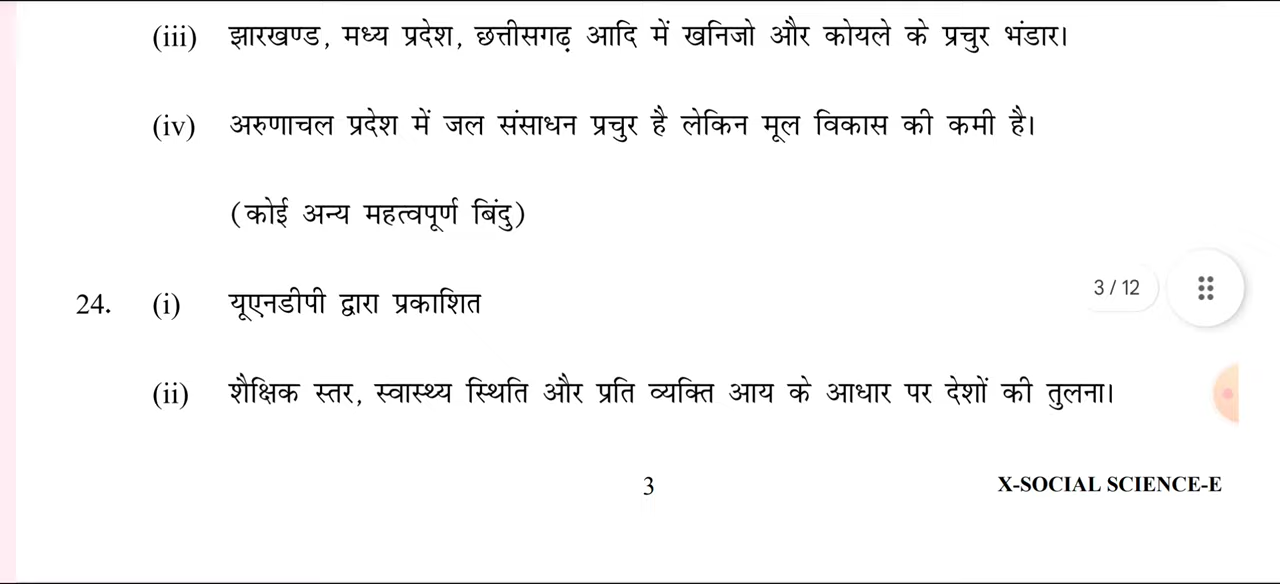 (iii) झारखण्ड, मध्य प्रदेश, छत्तीसगढ़ आदि में खनिजो और कोयले के प्रचुर भंडार।
(iv) अरुणाचल प्रदेश में जल संसाधन प्रचुर है लेकिन मूल विकास की कमी है।
(कोई अन्य महत्वपूर्ण बिंदु)
24. (i) यूएनडीपी द्वारा प्रकाशित
3 / 12
(ii) शैक्षिक स्तर, स्वास्थ्य स्थिति और प्रति व्यक्ति आय के आधार पर देशों की तुलना।
3 X-SOCIAL SCIENCE-E